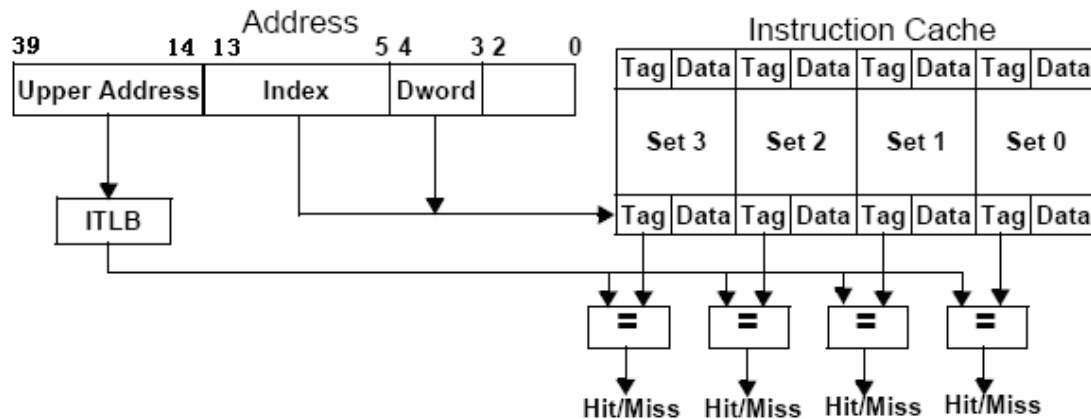 Address
39 14 13 5 4 3 2 0
Upper Address Index Dword
Instruction Cache
Tag Data Tag Data Tag Data Tag Data
Set 3 Set 2 Set 1 Set 0
Tag Data Tag Data Tag Data Tag Data
ITLB
= = = =
Hit/Miss Hit/Miss Hit/Miss Hit/Miss